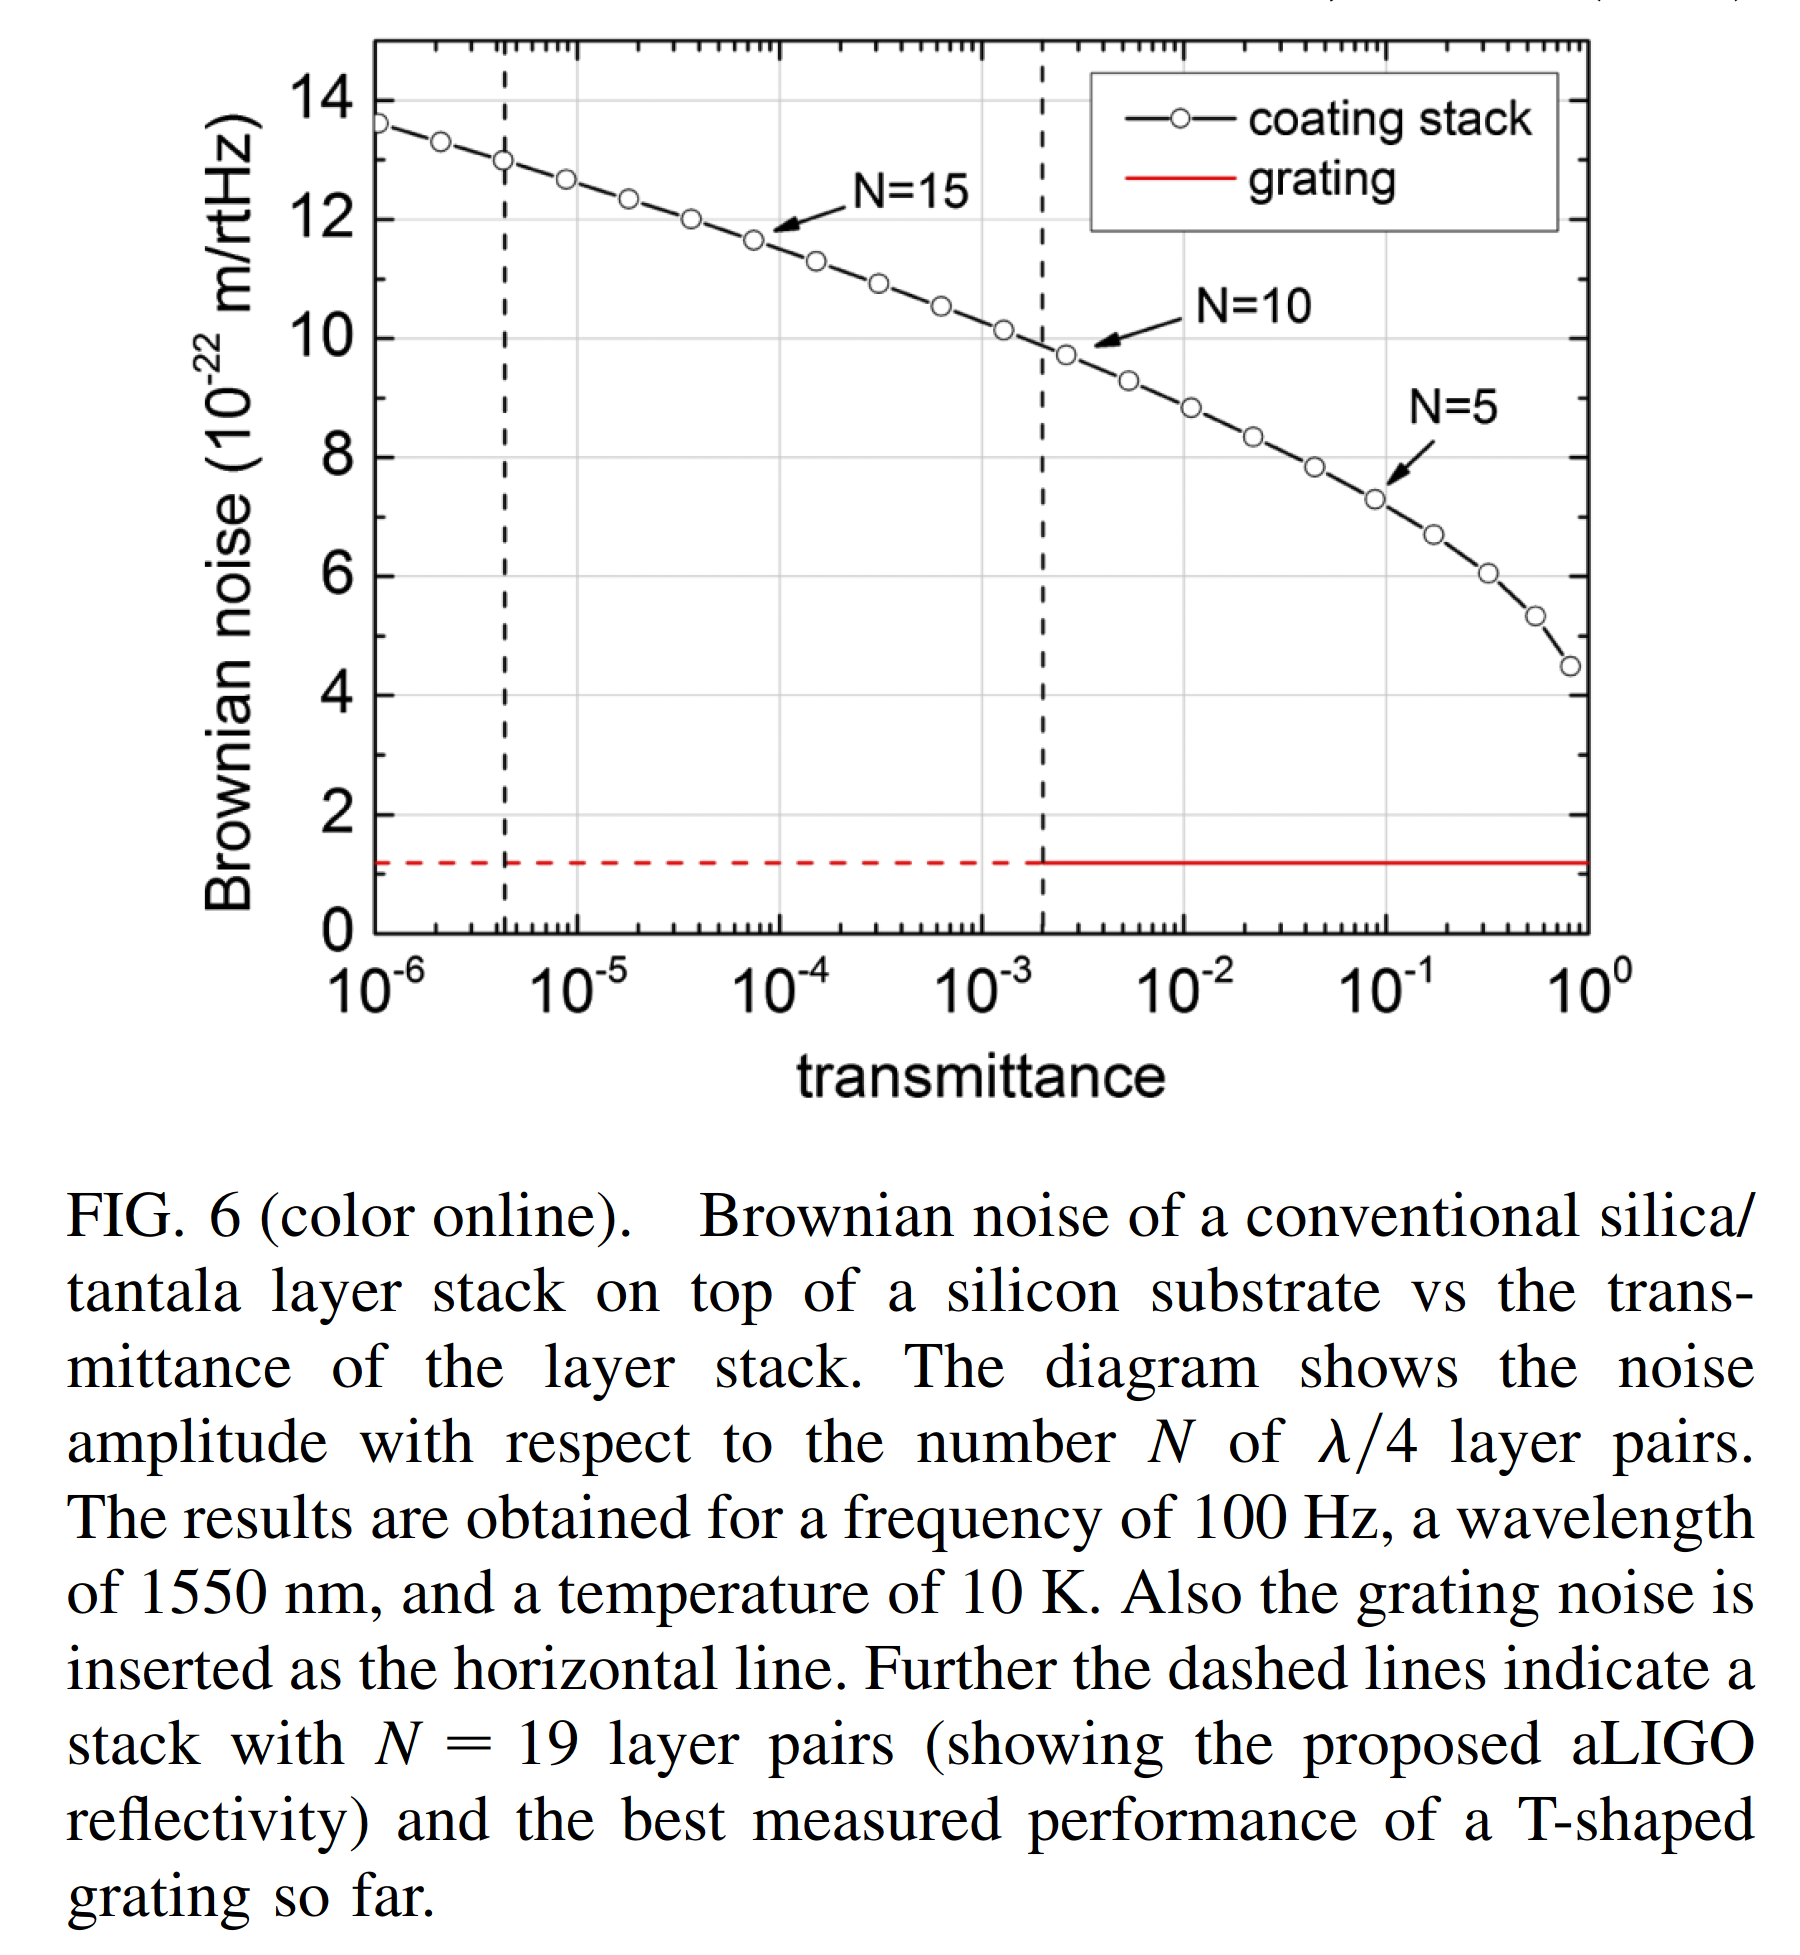 14
12
10
8
6
4
2
0
Brownian noise (10⁻²² m/rtHz)
coating stack
grating
N=15
N=10
N=5
10⁻⁶ 10⁻⁵ 10⁻⁴ 10⁻³ 10⁻² 10⁻¹ 10⁰
transmittance
FIG. 6 (color online). Brownian noise of a conventional silica/
tantala layer stack on top of a silicon substrate vs the trans-
mittance of the layer stack. The diagram shows the noise
amplitude with respect to the number N of λ/4 layer pairs.
The results are obtained for a frequency of 100 Hz, a wavelength
of 1550 nm, and a temperature of 10 K. Also the grating noise is
inserted as the horizontal line. Further the dashed lines indicate a
stack with N = 19 layer pairs (showing the proposed aLIGO
reflectivity) and the best measured performance of a T-shaped
grating so far.